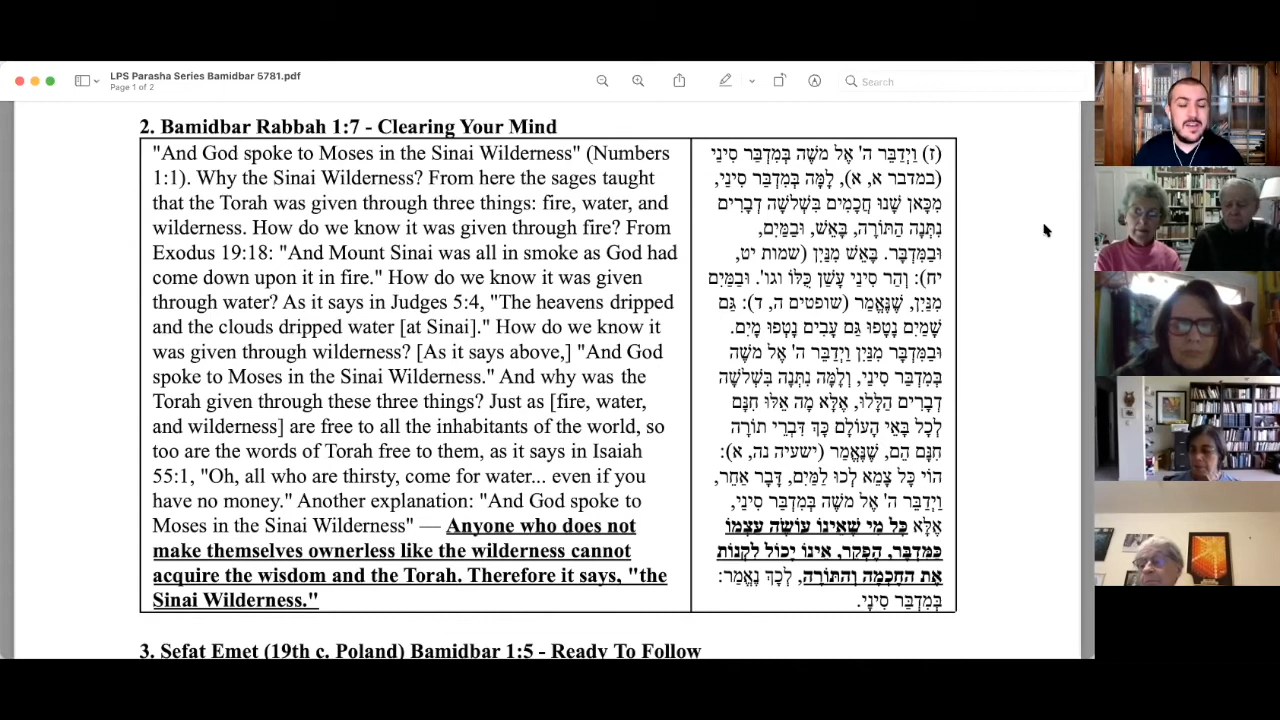 LPS Parasha Series Bamidbar 5781.pdf
Page 1 of 2
Search
2. Bamidbar Rabbah 1:7 - Clearing Your Mind
"And God spoke to Moses in the Sinai Wilderness" (Numbers
1:1). Why the Sinai Wilderness? From here the sages taught
that the Torah was given through three things: fire, water, and
wilderness. How do we know it was given through fire? From
Exodus 19:18: "And Mount Sinai was all in smoke as God had
come down upon it in fire." How do we know it was given
through water? As it says in Judges 5:4, "The heavens dripped
and the clouds dripped water [at Sinai]." How do we know it
was given through wilderness? [As it says above,] "And God
spoke to Moses in the Sinai Wilderness." And why was the
Torah given through these three things? Just as [fire, water,
and wilderness] are free to all the inhabitants of the world, so
too are the words of Torah free to them, as it says in Isaiah
55:1, "Oh, all who are thirsty, come for water... even if you
have no money." Another explanation: "And God spoke to
Moses in the Sinai Wilderness" — Anyone who does not
make themselves ownerless like the wilderness cannot
acquire the wisdom and the Torah. Therefore it says, "the
Sinai Wilderness."
(ז) וַיְדַבֵּר ה' אֶל משֶׁה בְּמִדְבַּר סִינַי
(במדבר א, א), לָמָּה בְּמִדְבַּר סִינַי,
מִכָּאן שָׁנוּ חֲכָמִים בִּשְׁלשָׁה דְבָרִים
נִתְּנָה הַתּוֹרָה, בָּאֵשׁ, וּבַמַּיִם,
וּבַמִּדְבָּר. בָּאֵשׁ מִנַּיִן (שמות יט,
יח): וְהַר סִינַי עָשַׁן כֻּלּוֹ וגו'. וּבַמַּיִם
מִנַּיִן, שֶׁנֶּאֱמַר (שופטים ה, ד): גַּם
שָׁמַיִם נָטָפוּ גַּם עָבִים נָטְפוּ מָיִם.
וּבַמִּדְבָּר מִנַּיִן וַיְדַבֵּר ה' אֶל משֶׁה
בְּמִדְבַּר סִינַי, וְלָמָּה נִתְּנָה בִּשְׁלשָׁה
דְבָרִים הַלָּלוּ, אֶלָּא מָה אֵלּוּ חִנָּם
לְכָל בָּאֵי הָעוֹלָם כָּךְ דִּבְרֵי תוֹרָה
חִנָּם הֵם, שֶׁנֶּאֱמַר (ישעיה נה, א):
הוֹי כָּל צָמֵא לְכוּ לַמַּיִם, דָּבָר אַחֵר,
וַיְדַבֵּר ה' אֶל משֶׁה בְּמִדְבַּר סִינַי,
אֶלָּא כָּל מִי שֶׁאֵינוֹ עוֹשֶׂה עַצְמוֹ
כַּמִּדְבָּר, הֶפְקֵר, אֵינוֹ יָכוֹל לִקְנוֹת
אֶת הַחָכְמָה וְהַתּוֹרָה, לְכָךְ נֶאֱמַר:
בְּמִדְבַּר סִינָי.
3. Sefat Emet (19th c. Poland) Bamidbar 1:5 - Ready To Follow